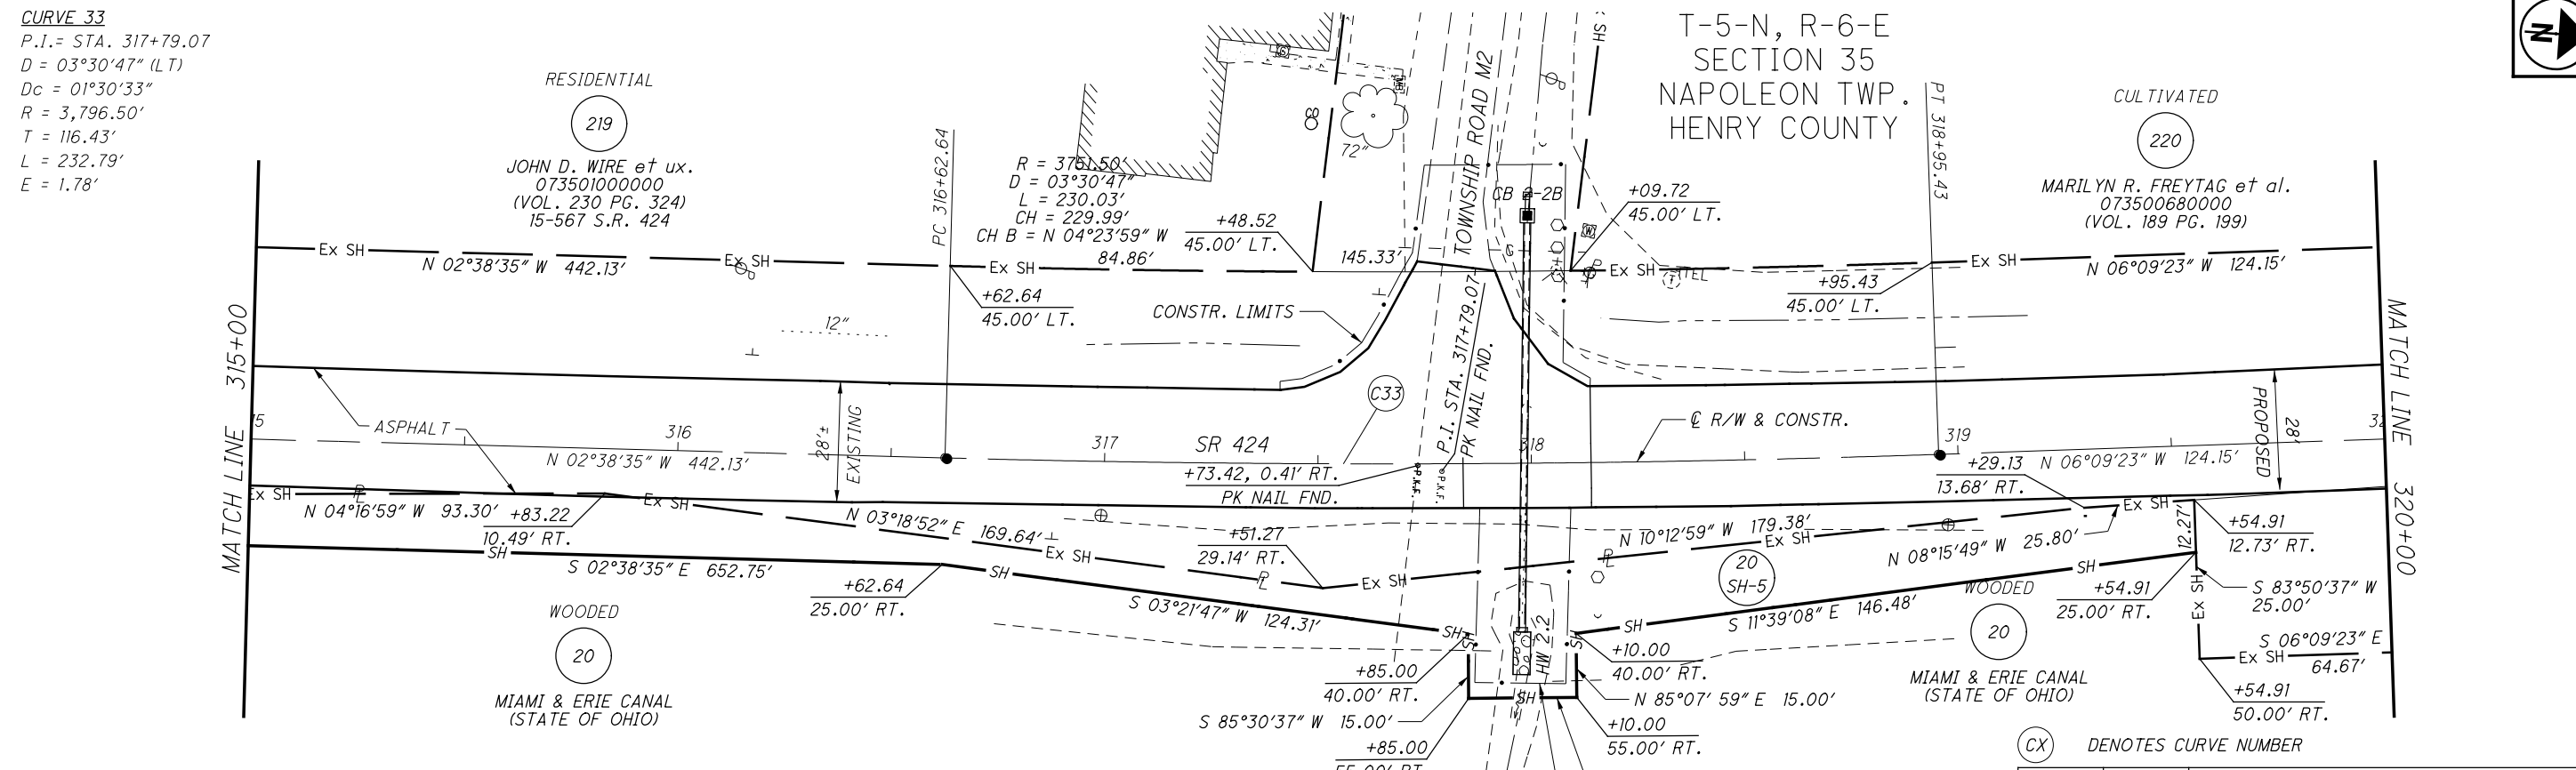 CURVE 33
P.I.= STA. 317+79.07
D = 03°30'47" (LT)
Dc = 01°30'33"
R = 3,796.50'
T = 116.43'
L = 232.79'
E = 1.78'
RESIDENTIAL
219
JOHN D. WIRE et ux.
073501000000
(VOL. 230 PG. 324)
15-567 S.R. 424
PC 316+62.64
R = 3751.50'
D = 03°30'47"
L = 230.03'
CH = 229.99'
CH B = N 04°23'59" W
84.86'
+48.52
45.00' LT.
145.33'
72"
TOWNSHIP ROAD M2
CB 2-2B
T-5-N, R-6-E
SECTION 35
NAPOLEON TWP.
HENRY COUNTY
SH
N
+09.72
45.00' LT.
PT 318+95.43
CULTIVATED
220
MARILYN R. FREYTAG et al.
073500680000
(VOL. 189 PG. 199)
Ex SH
N 02°38'35" W 442.13'
Ex SH
Ex SH
Ex SH
TEL
Ex SH
N 06°09'23" W 124.15'
+62.64
45.00' LT.
CONSTR. LIMITS
+95.43
45.00' LT.
12"
MATCH LINE 315+00
MATCH LINE 320+00
ASPHALT
316
28'±
EXISTING
317
SR 424
C33
P.I. STA. 317+79.07
PK NAIL FND.
318
℄ R/W & CONSTR.
319
PROPOSED
28'
N 02°38'35" W 442.13'
+73.42, 0.41' RT.
PK NAIL FND.
P.K.F.
P.K.F.
+29.13
13.68' RT.
N 06°09'23" W 124.15'
Ex SH
N 04°16'59" W 93.30'
+83.22
10.49' RT.
Ex SH
N 03°18'52" E 169.64'
Ex SH
+51.27
29.14' RT.
Ex SH
N 10°12'59" W 179.38'
Ex SH
N 08°15'49" W 25.80'
Ex SH
12.27'
+54.91
12.73' RT.
SH
S 02°38'35" E 652.75'
+62.64
25.00' RT.
SH
S 03°21'47" W 124.31'
SH
SH
20
SH-5
SH
SH
S 11°39'08" E 146.48'
SH
WOODED
+54.91
25.00' RT.
S 83°50'37" W
25.00'
Ex SH
WOODED
20
MIAMI & ERIE CANAL
(STATE OF OHIO)
HW 2.2
+85.00
40.00' RT.
+10.00
40.00' RT.
20
MIAMI & ERIE CANAL
(STATE OF OHIO)
S 06°09'23" E
Ex SH
64.67'
+54.91
50.00' RT.
S 85°30'37" W 15.00'
SH
N 85°07' 59" E 15.00'
+85.00
55.00' RT.
+10.00
55.00' RT.
CX DENOTES CURVE NUMBER